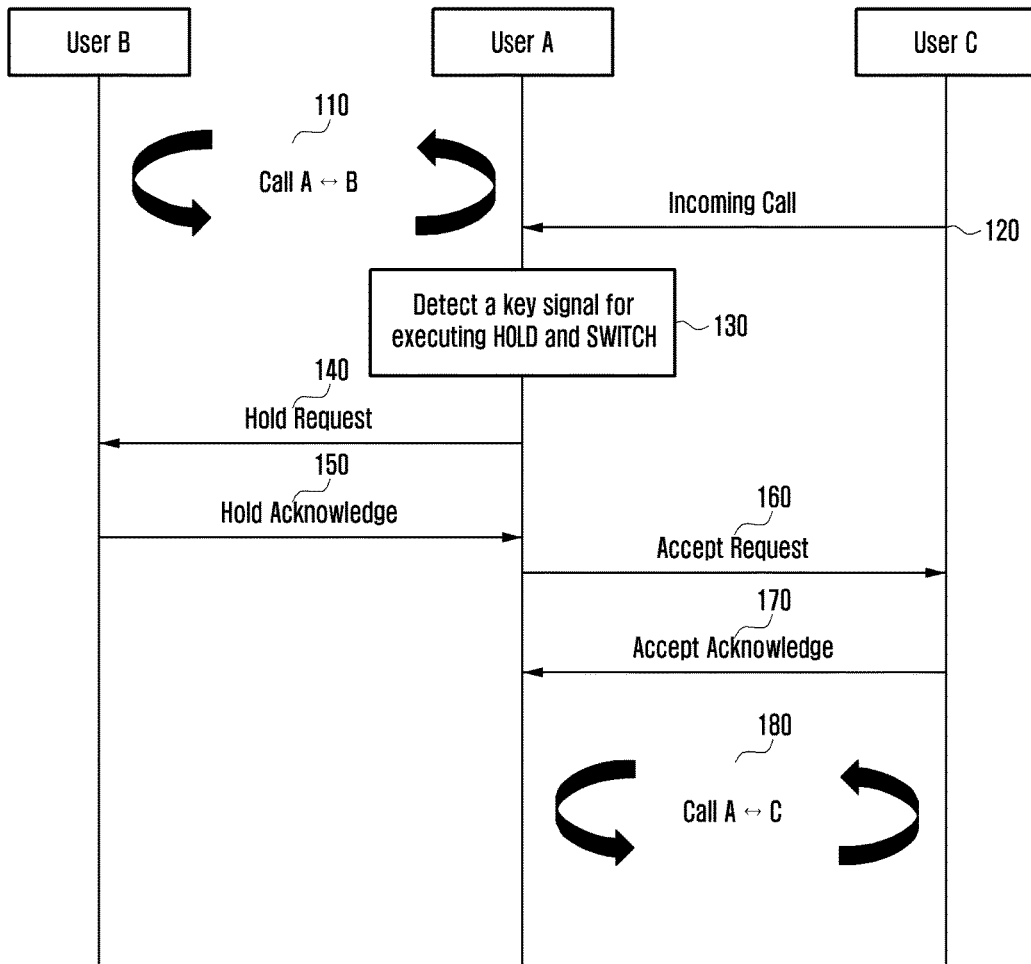 User B
User A
User C
110
Call A ↔ B
Incoming Call
120
Detect a key signal for
executing HOLD and SWITCH
130
140
Hold Request
150
Hold Acknowledge
160
Accept Request
170
Accept Acknowledge
180
Call A ↔ C